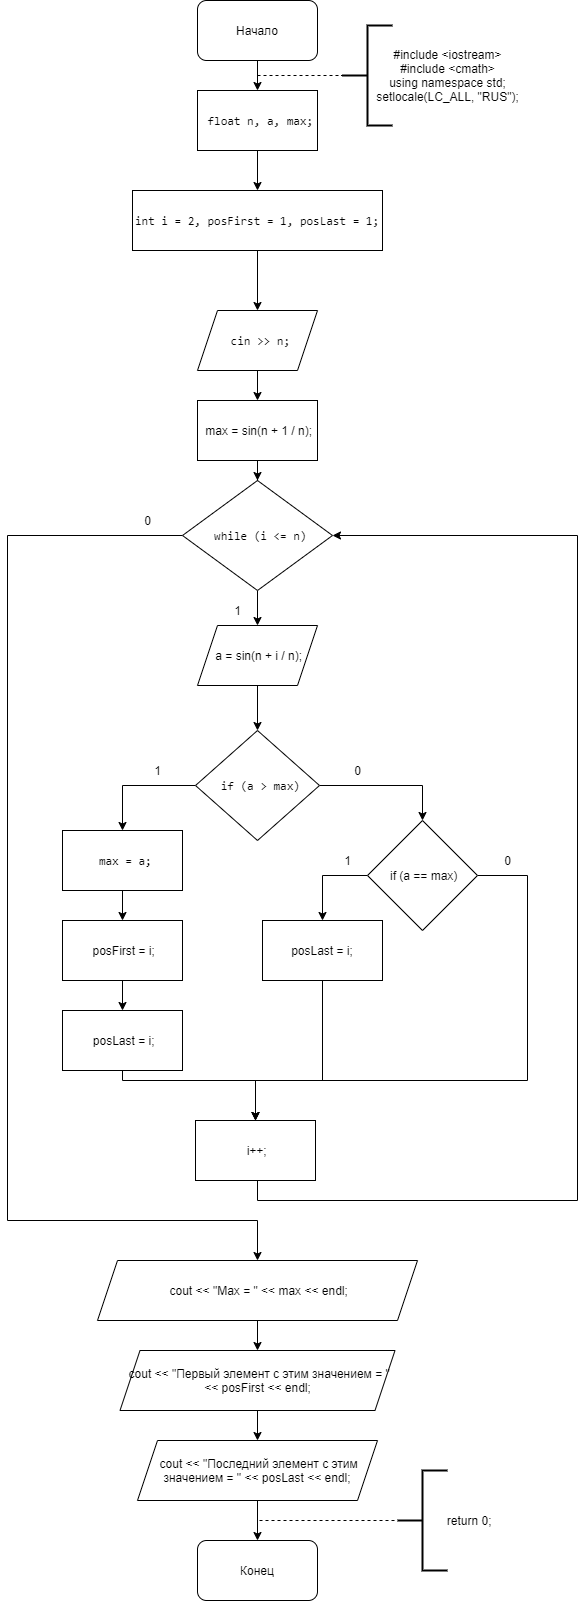 Начало
#include <iostream>
#include <cmath>
using namespace std;
setlocale(LC_ALL, "RUS");
float n, a, max;
int i = 2, posFirst = 1, posLast = 1;
cin >> n;
max = sin(n + 1 / n);
0
while (i <= n)
1
a = sin(n + i / n);
1
0
if (a > max)
max = a;
1
0
if (a == max)
posFirst = i;
posLast = i;
posLast = i;
i++;
cout << "Max = " << max << endl;
cout << "Первый элемент с этим значением = "
<< posFirst << endl;
cout << "Последний элемент с этим
значением = " << posLast << endl;
return 0;
Конец